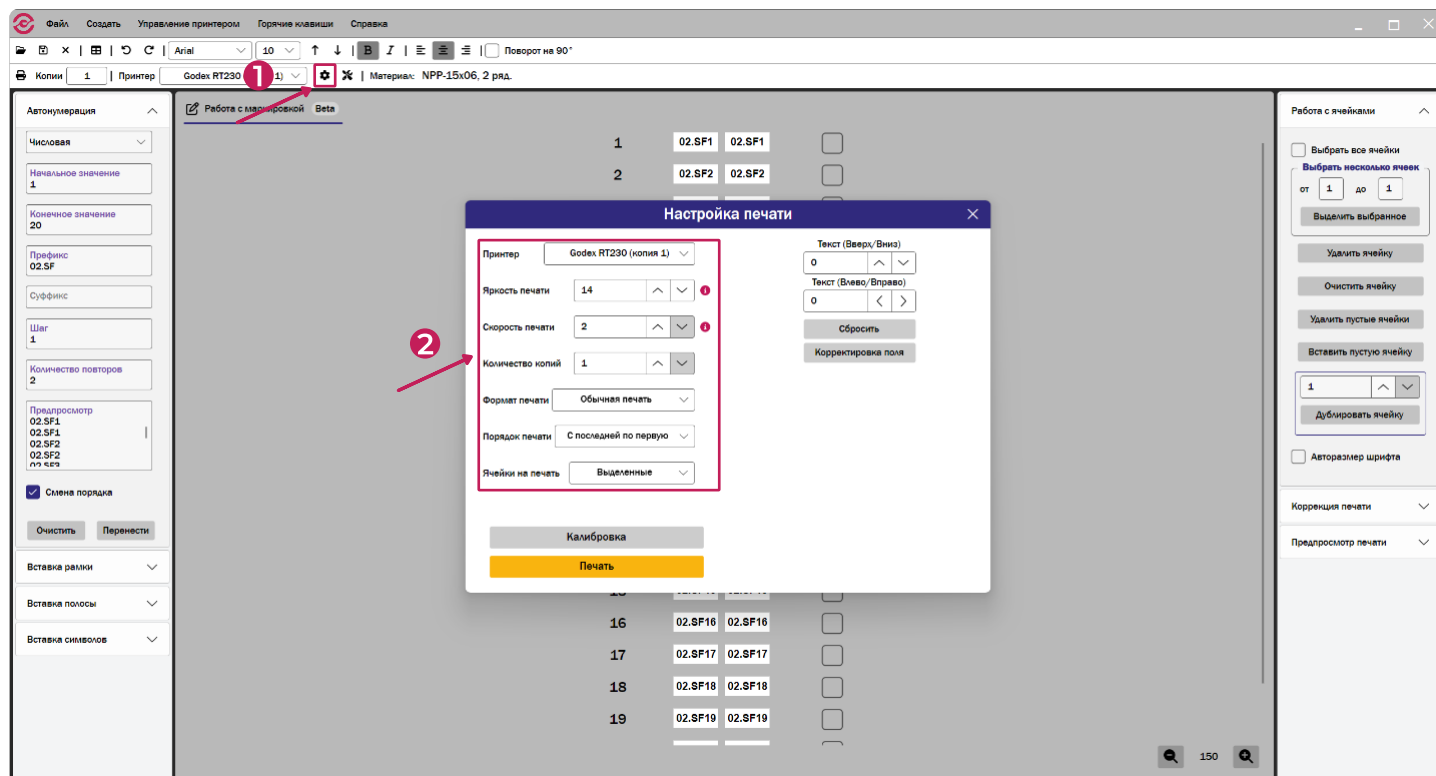 Файл Создать Управление принтером Горячие клавиши Справка
Arial 10 B I Поворот на 90°
Копии 1 Принтер Godex RT230 1) Материал: NPP-15x06, 2 ряд.
1
Автонумерация
Числовая
Начальное значение
1
Конечное значение
20
Префикс
02.SF
Суффикс
Шаг
1
Количество повторов
2
Предпросмотр
02.SF1
02.SF1
02.SF2
02.SF2
02.SF3
Смена порядка
Очистить Перенести
Вставка рамки
Вставка полосы
Вставка символов
Работа с маркировкой Beta
1 02.SF1 02.SF1
2 02.SF2 02.SF2
Настройка печати
Принтер Godex RT230 (копия 1)
Яркость печати 14
Скорость печати 2
2
Количество копий 1
Формат печати Обычная печать
Порядок печати С последней по первую
Ячейки на печать Выделенные
Калибровка
Печать
Текст (Вверх/Вниз)
0
Текст (Влево/Вправо)
0
Сбросить
Корректировка поля
16 02.SF16 02.SF16
17 02.SF17 02.SF17
18 02.SF18 02.SF18
19 02.SF19 02.SF19
150
Работа с ячейками
Выбрать все ячейки
Выбрать несколько ячеек
от 1 до 1
Выделить выбранное
Удалить ячейку
Очистить ячейку
Удалить пустые ячейки
Вставить пустую ячейку
1
Дублировать ячейку
Авторазмер шрифта
Коррекция печати
Предпросмотр печати